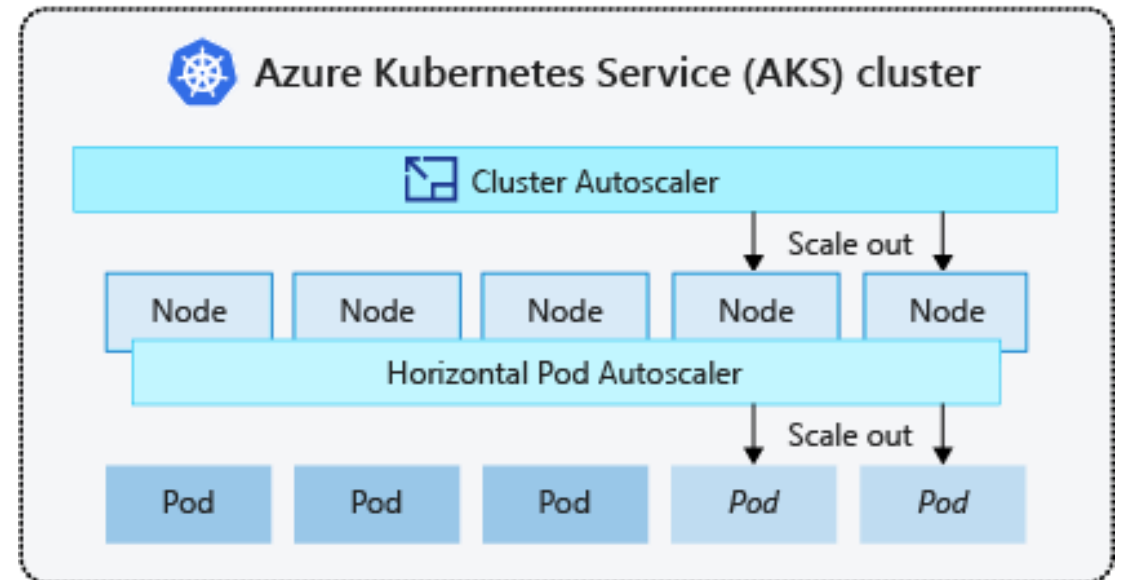 Azure Kubernetes Service (AKS) cluster
Cluster Autoscaler
Scale out
Node Node Node Node Node
Horizontal Pod Autoscaler
Scale out
Pod Pod Pod Pod Pod